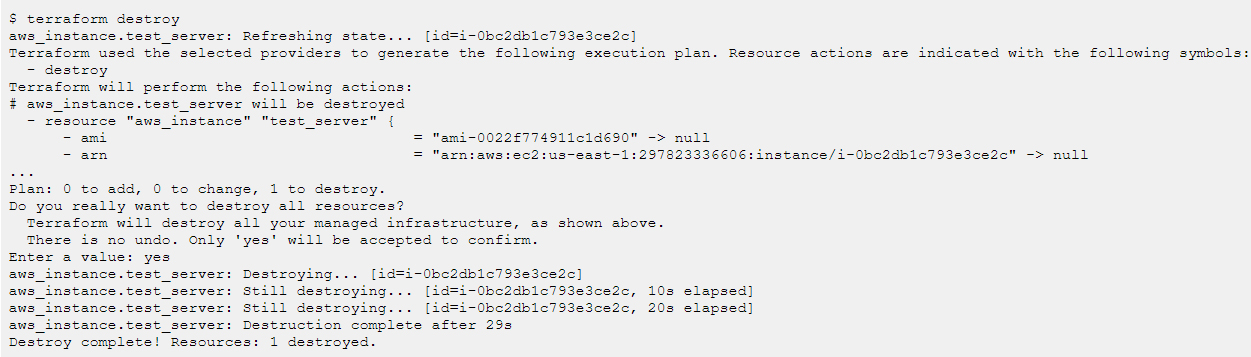 $ terraform destroy
aws_instance.test_server: Refreshing state... [id=i-0bc2db1c793e3ce2c]
Terraform used the selected providers to generate the following execution plan. Resource actions are indicated with the following symbols:
  - destroy
Terraform will perform the following actions:
# aws_instance.test_server will be destroyed
  - resource "aws_instance" "test_server" {
      - ami                                  = "ami-0022f774911c1d690" -> null
      - arn                                  = "arn:aws:ec2:us-east-1:297823336606:instance/i-0bc2db1c793e3ce2c" -> null
...
Plan: 0 to add, 0 to change, 1 to destroy.
Do you really want to destroy all resources?
  Terraform will destroy all your managed infrastructure, as shown above.
  There is no undo. Only 'yes' will be accepted to confirm.
Enter a value: yes
aws_instance.test_server: Destroying... [id=i-0bc2db1c793e3ce2c]
aws_instance.test_server: Still destroying... [id=i-0bc2db1c793e3ce2c, 10s elapsed]
aws_instance.test_server: Still destroying... [id=i-0bc2db1c793e3ce2c, 20s elapsed]
aws_instance.test_server: Destruction complete after 29s
Destroy complete! Resources: 1 destroyed.